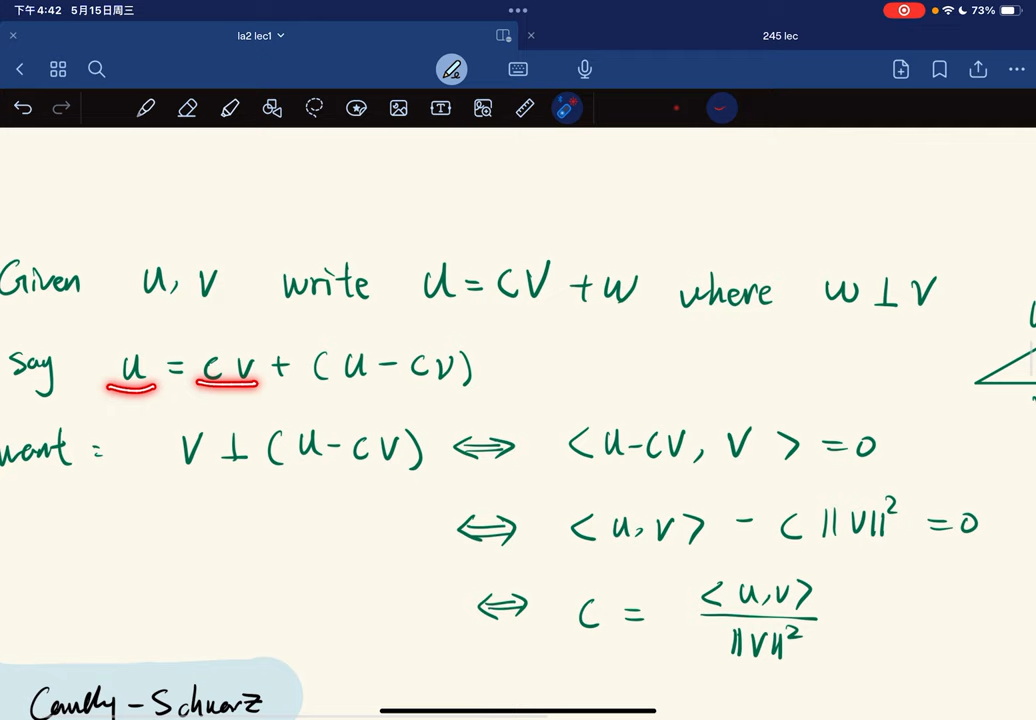 下午4:42 5月15日周三
73%
la2 lec1
245 lec
Given u, v write u = cv + w where w ⊥ v
say u = cv + (u - cv)
want : v ⊥ (u - cv) ⟺ <u-cv, v> = 0
⟺ <u,v> - c ||v||² = 0
⟺ c = <u,v> / ||v||²
Cauchy-Schwarz